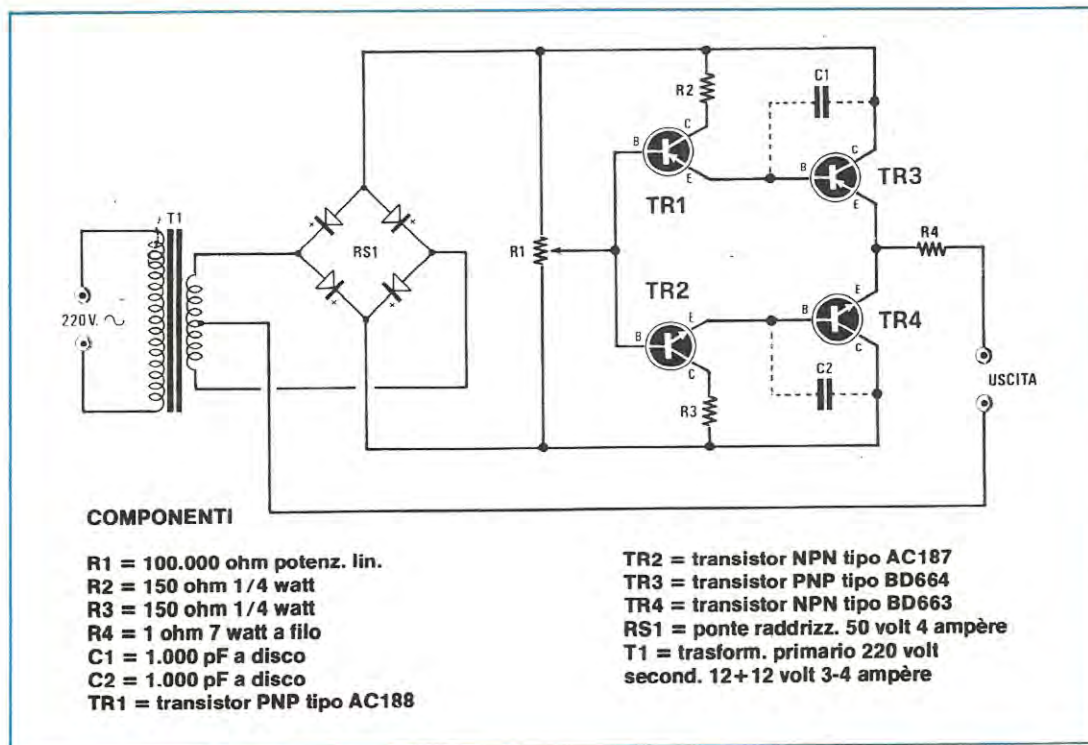 C1
R2
C
B
E
B
C
E
TR1
TR3
T1
RS1
R1
R4
220V. ~
TR2
E
B
C
B
E
C
TR4
R3
C2
USCITA
COMPONENTI
R1 = 100.000 ohm potenz. lin.
R2 = 150 ohm 1/4 watt
R3 = 150 ohm 1/4 watt
R4 = 1 ohm 7 watt a filo
C1 = 1.000 pF a disco
C2 = 1.000 pF a disco
TR1 = transistor PNP tipo AC188
TR2 = transistor NPN tipo AC187
TR3 = transistor PNP tipo BD664
TR4 = transistor NPN tipo BD663
RS1 = ponte raddrizz. 50 volt 4 ampère
T1 = trasform. primario 220 volt
second. 12+12 volt 3-4 ampère